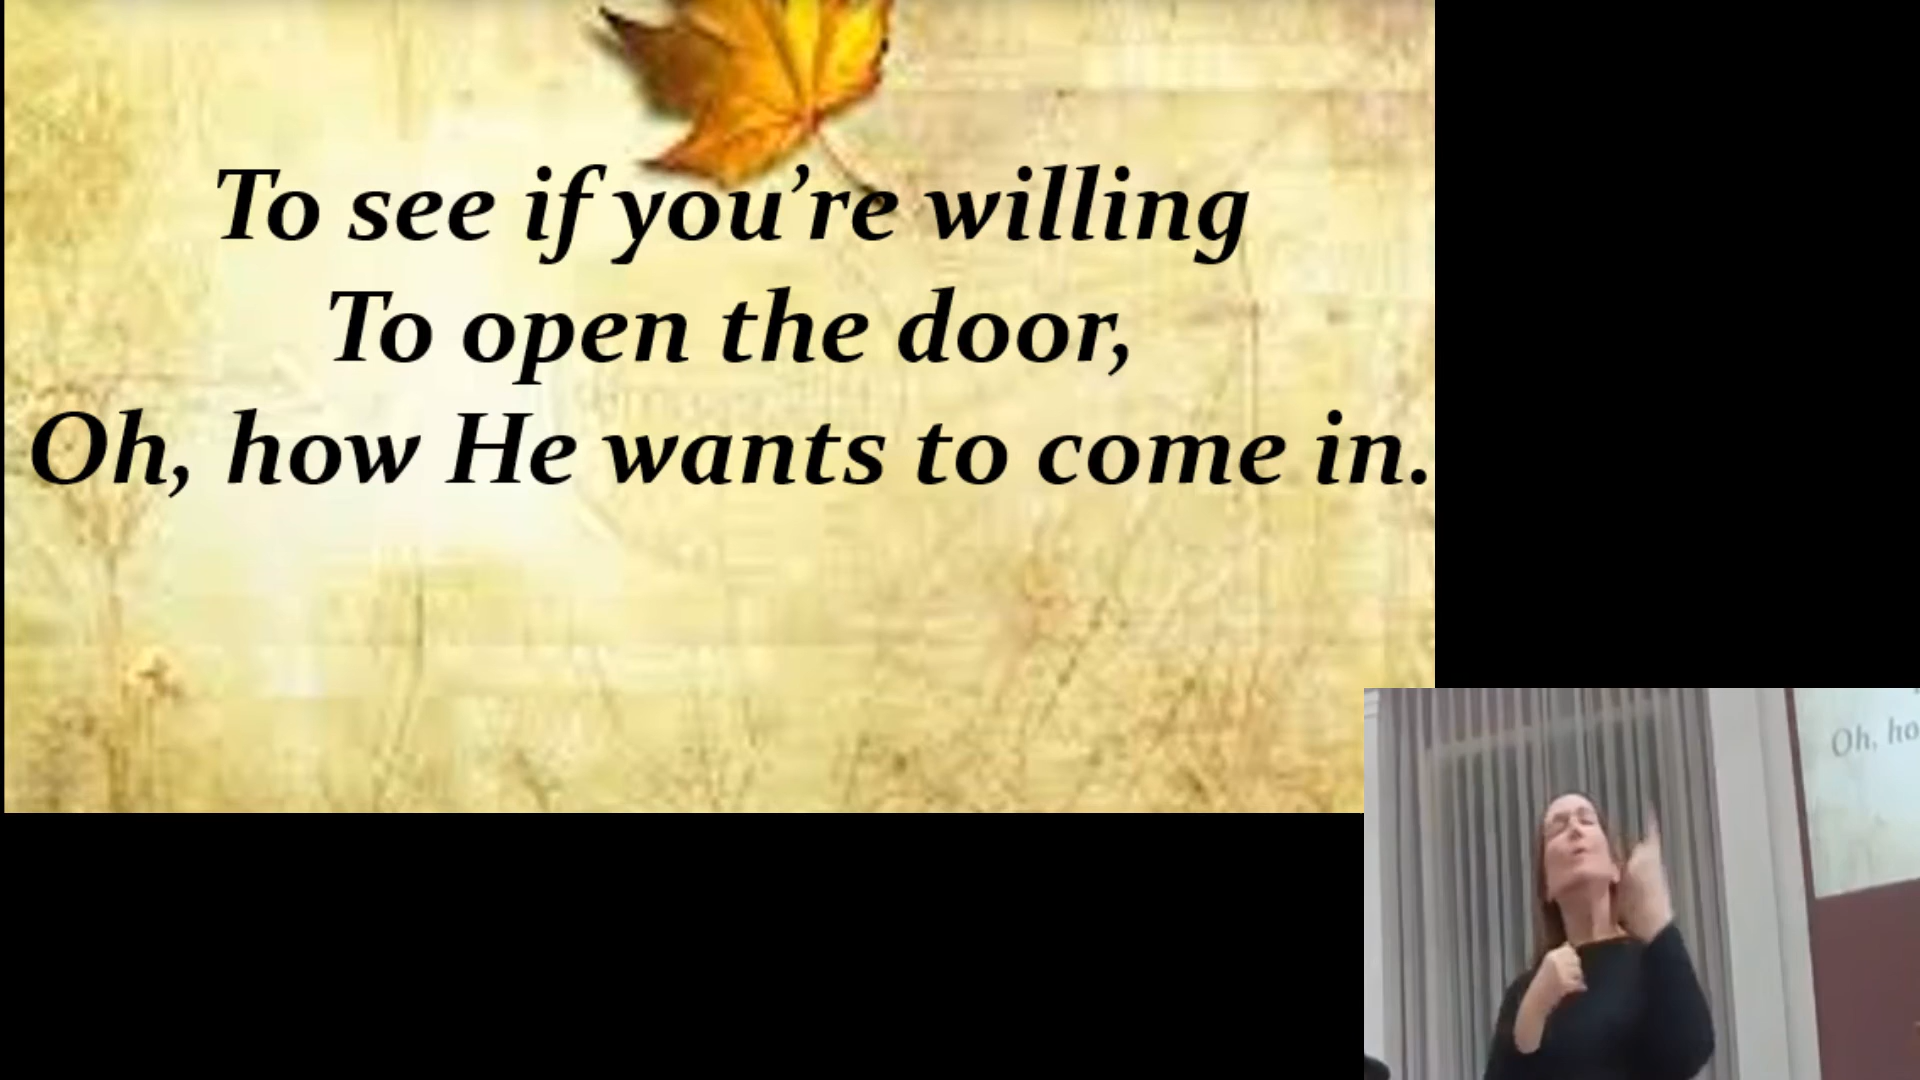 To see if you’re willing
To open the door,
Oh, how He wants to come in.
Oh, ho